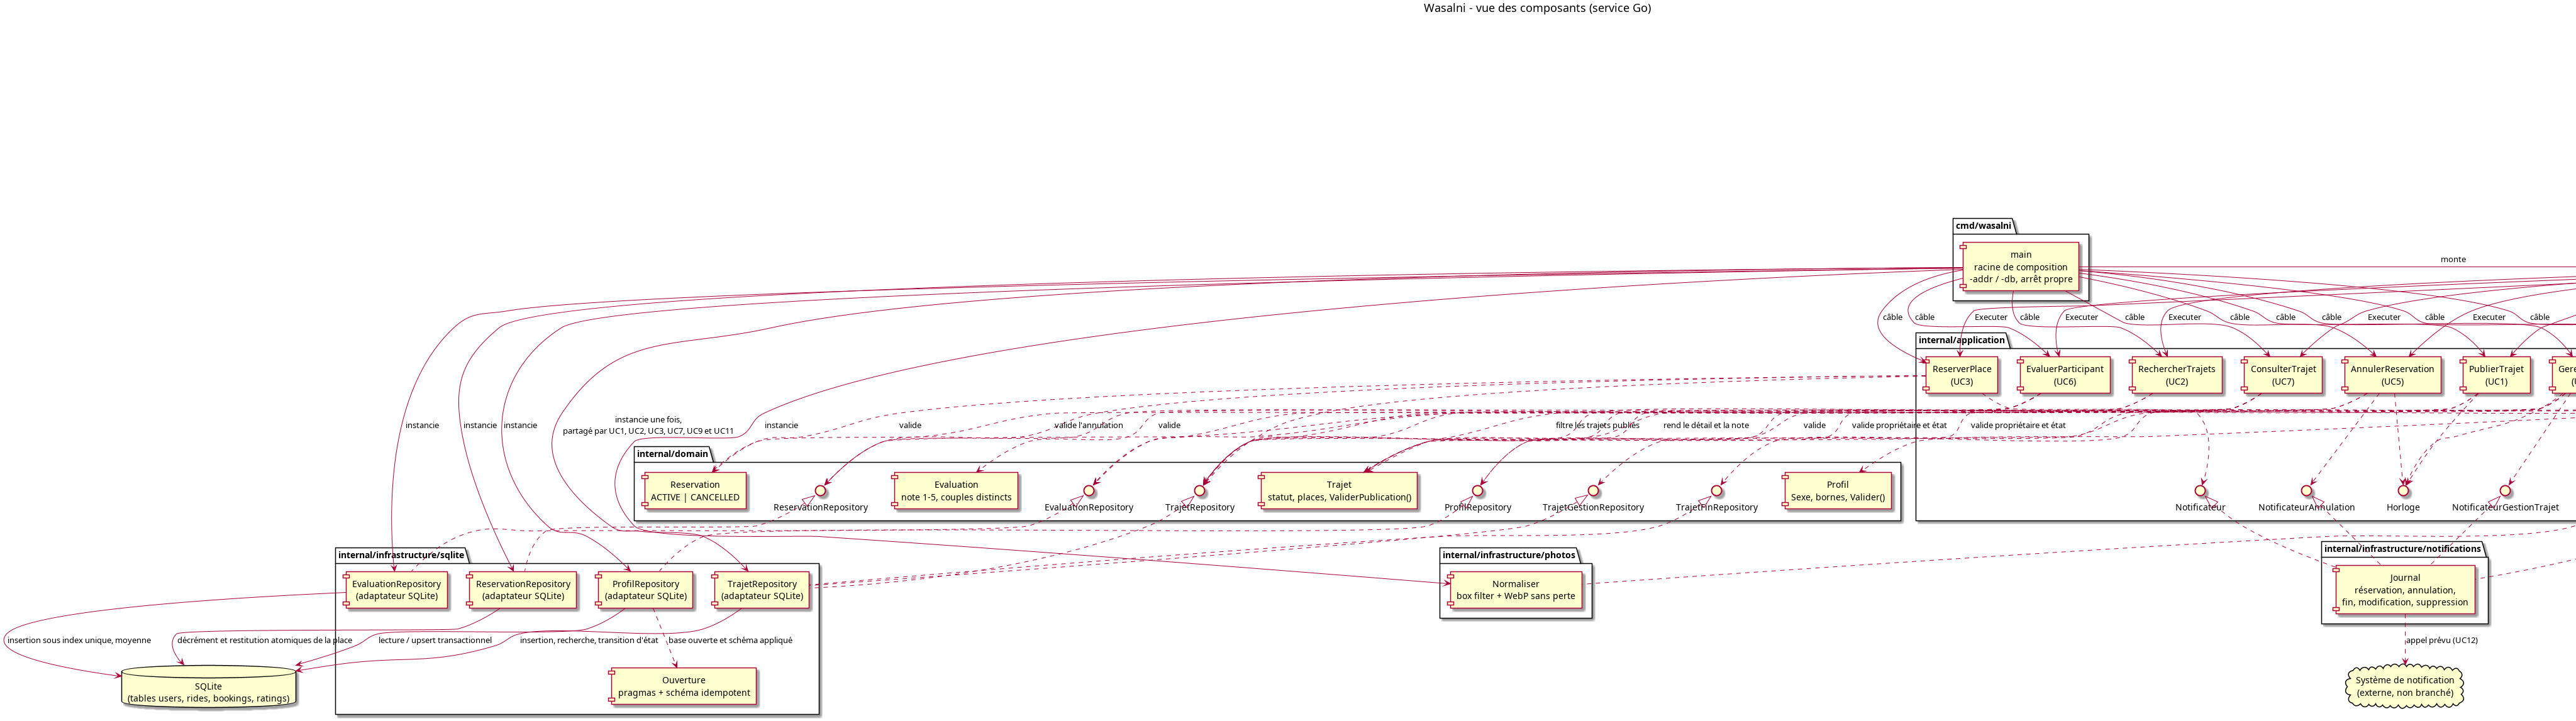 Wasalni - vue des composants (service Go)
cmd/wasalni
main
racine de composition
-addr / -db, arrêt propre
monte
câble
câble
Executer
câble
Executer
câble
Executer
câble
câble
Executer
câble
Executer
câble
internal/application
ReserverPlace
(UC3)
EvaluerParticipant
(UC6)
RechercherTrajets
(UC2)
ConsulterTrajet
(UC7)
AnnulerReservation
(UC5)
PublierTrajet
(UC1)
instancie
instancie
instancie
instancie une fois,
partagé par UC1, UC2, UC3, UC7, UC9 et UC11
instancie
valide
valide l'annulation
valide
filtre les trajets publiés
rend le détail et la note
valide
valide propriétaire et état
valide propriétaire et état
internal/domain
Reservation
ACTIVE | CANCELLED
ReservationRepository
Evaluation
note 1-5, couples distincts
EvaluationRepository
TrajetRepository
Trajet
statut, places, ValiderPublication()
ProfilRepository
TrajetGestionRepository
TrajetFinRepository
Profil
Sexe, bornes, Valider()
Notificateur
NotificateurAnnulation
Horloge
NotificateurGestionTrajet
internal/infrastructure/sqlite
EvaluationRepository
(adaptateur SQLite)
ReservationRepository
(adaptateur SQLite)
ProfilRepository
(adaptateur SQLite)
TrajetRepository
(adaptateur SQLite)
internal/infrastructure/photos
Normaliser
box filter + WebP sans perte
internal/infrastructure/notifications
Journal
réservation, annulation,
fin, modification, suppression
insertion sous index unique, moyenne
décrément et restitution atomiques de la place
lecture / upsert transactionnel
insertion, recherche, transition d'état
base ouverte et schéma appliqué
appel prévu (UC12)
SQLite
(tables users, rides, bookings, ratings)
Ouverture
pragmas + schéma idempotent
Système de notification
(externe, non branché)